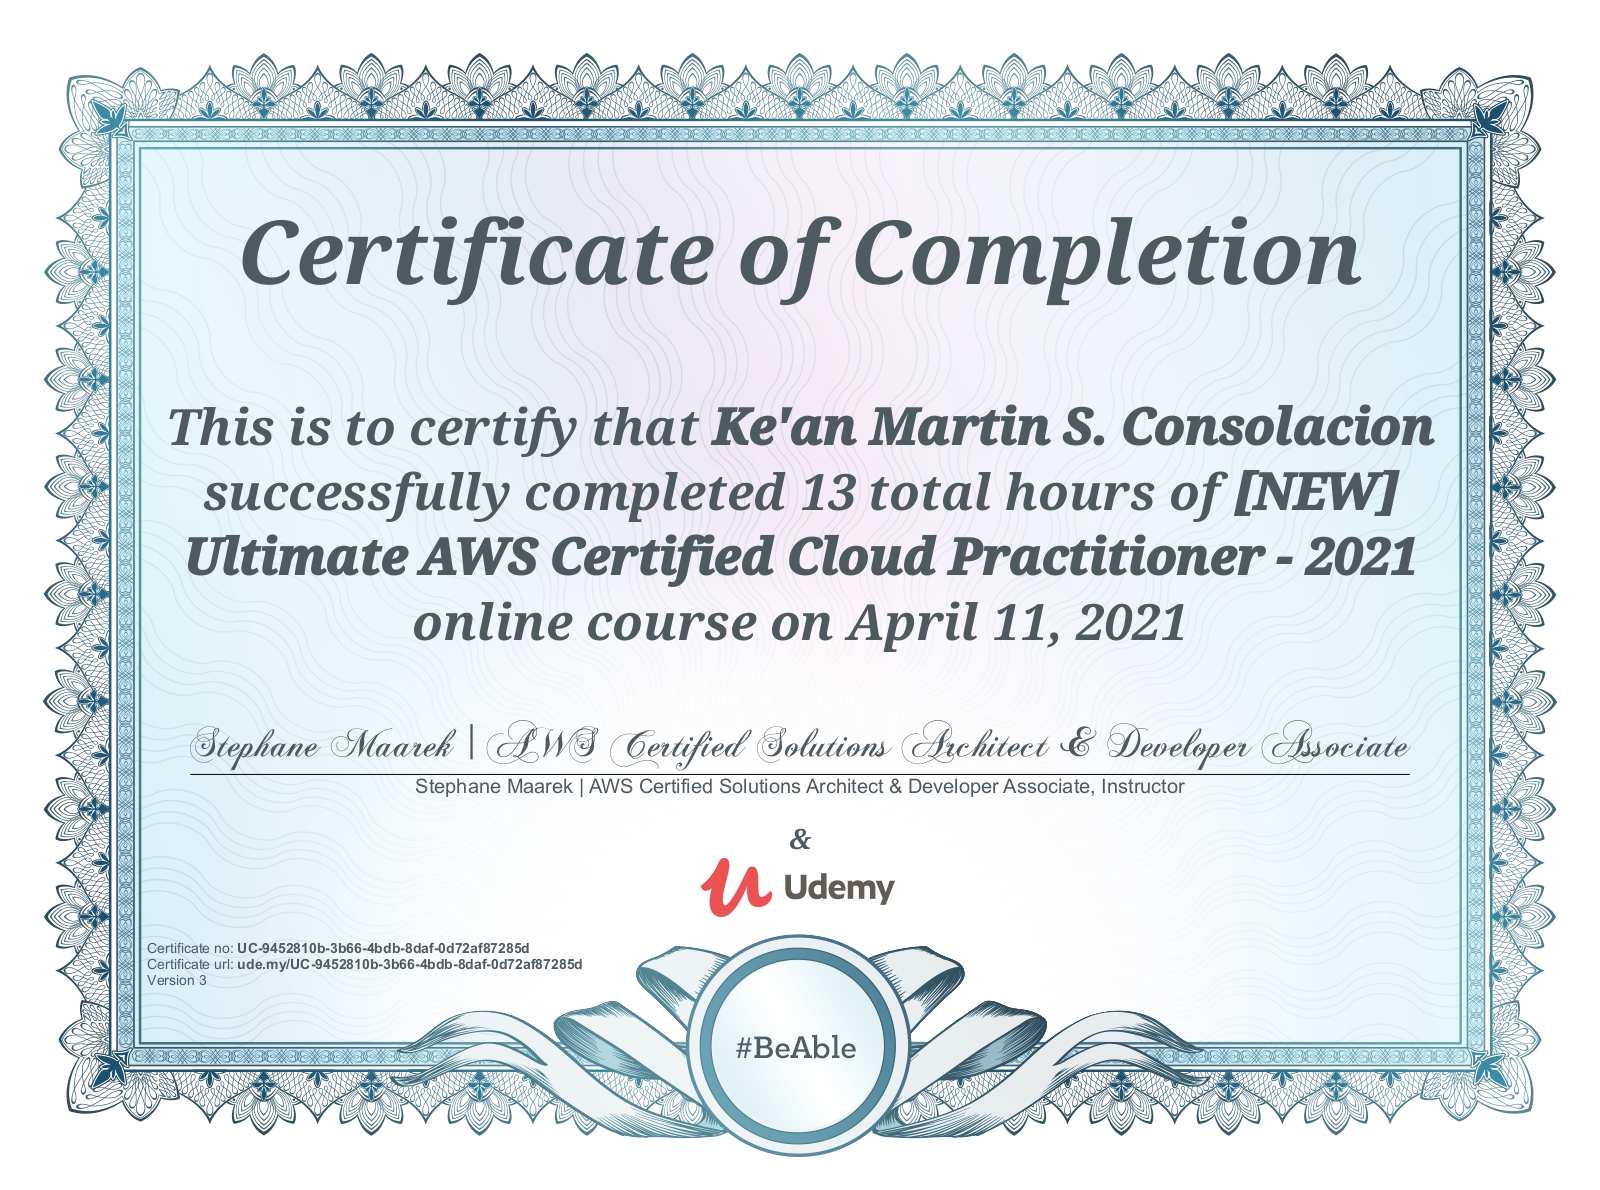 Certificate of Completion
This is to certify that Ke'an Martin S. Consolacion
successfully completed 13 total hours of [NEW]
Ultimate AWS Certified Cloud Practitioner - 2021
online course on April 11, 2021
Stephane Maarek | AWS Certified Solutions Architect & Developer Associate
Stephane Maarek | AWS Certified Solutions Architect & Developer Associate, Instructor
&
Udemy
Certificate no: UC-9452810b-3b66-4bdb-8daf-0d72af87285d
Certificate url: ude.my/UC-9452810b-3b66-4bdb-8daf-0d72af87285d
Version 3
#BeAble